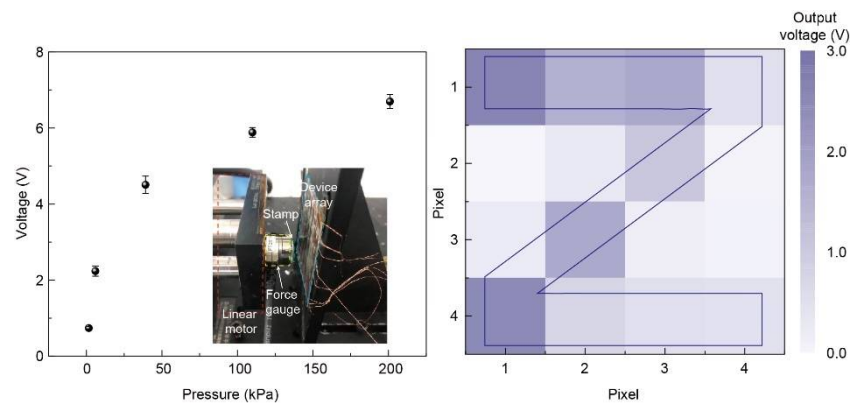 8
6
4
2
0
Voltage (V)
0
50
100
150
200
Pressure (kPa)
Device
array
Stamp
Force
gauge
Linear
motor
Output
voltage (V)
3.0
2.0
1.0
0.0
1
2
3
4
Pixel
1
2
3
4
Pixel